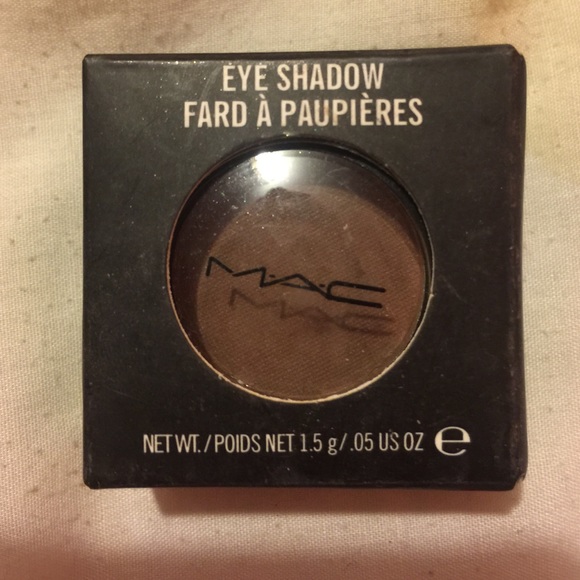 EYE SHADOW
FARD À PAUPIÈRES
M·A·C
NET WT. / POIDS NET 1.5 g / .05 US OZ ℮